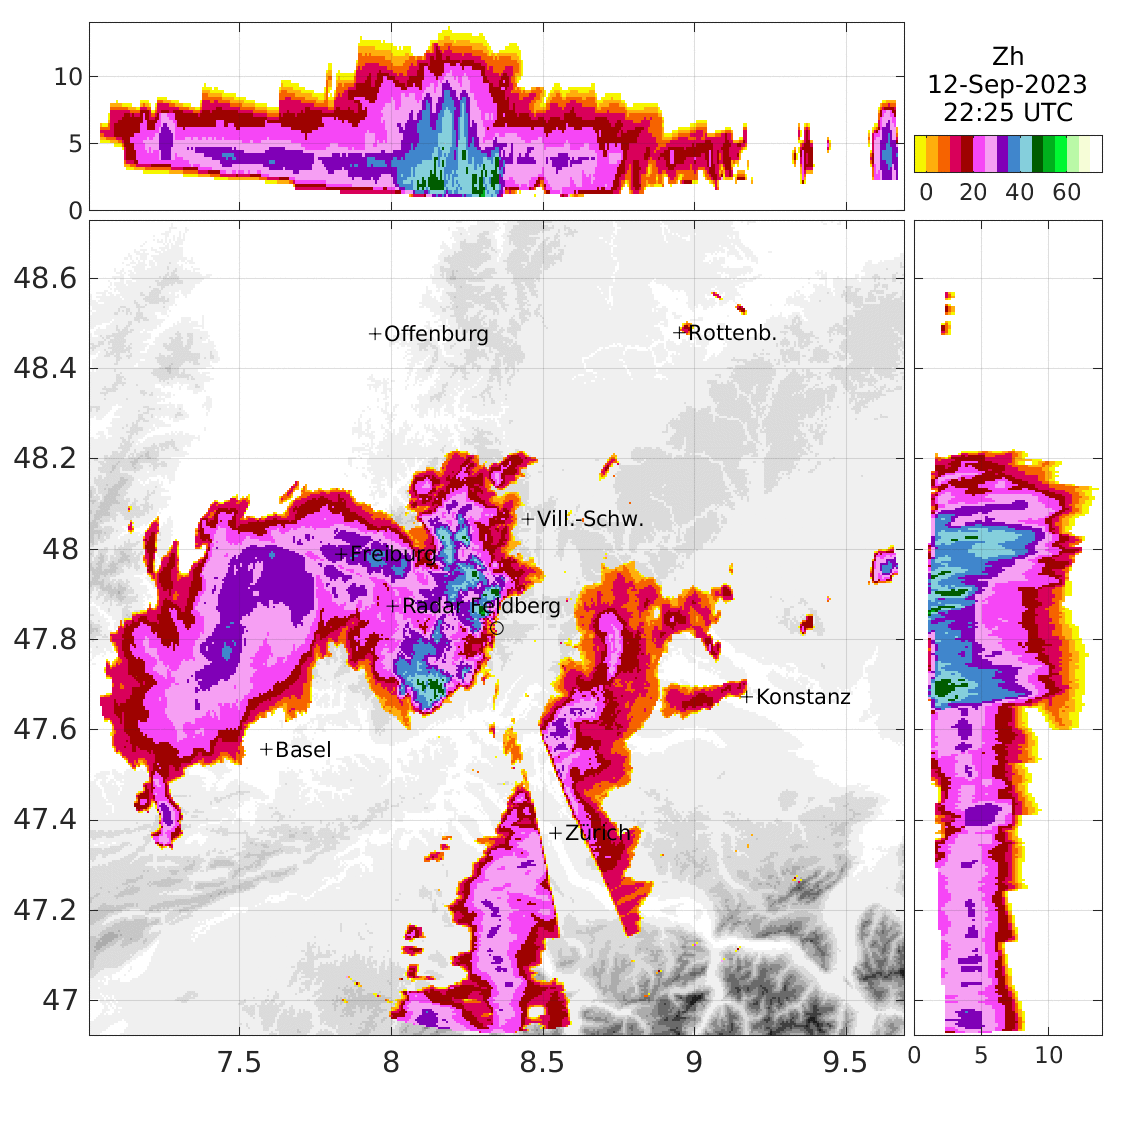 10
5
0
Zh
12-Sep-2023
22:25 UTC
0 20 40 60
48.6
48.4
48.2
48
47.8
47.6
47.4
47.2
47
+Offenburg
+Rottenb.
+Vill.-Schw.
+Freiburg
+Radar Feldberg
+Konstanz
+Basel
+Zürich
7.5 8 8.5 9 9.5
0 5 10